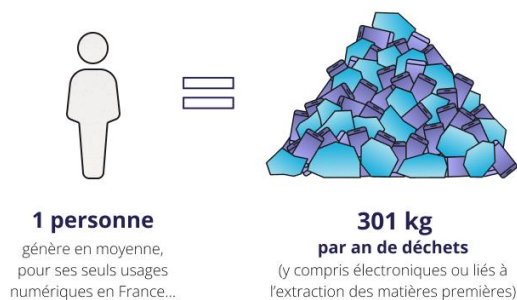 1 personne
génère en moyenne,
pour ses seuls usages
numériques en France...
301 kg
par an de déchets
(y compris électroniques ou liés à
l'extraction des matières premières)